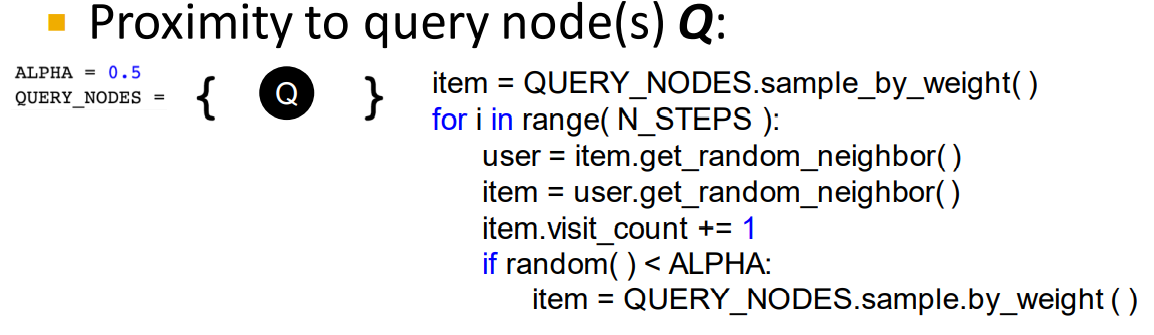 Proximity to query node(s) Q:
ALPHA = 0.5
QUERY_NODES = { Q }
item = QUERY_NODES.sample_by_weight( )
for i in range( N_STEPS ):
user = item.get_random_neighbor( )
item = user.get_random_neighbor( )
item.visit_count += 1
if random( ) < ALPHA:
item = QUERY_NODES.sample.by_weight ( )